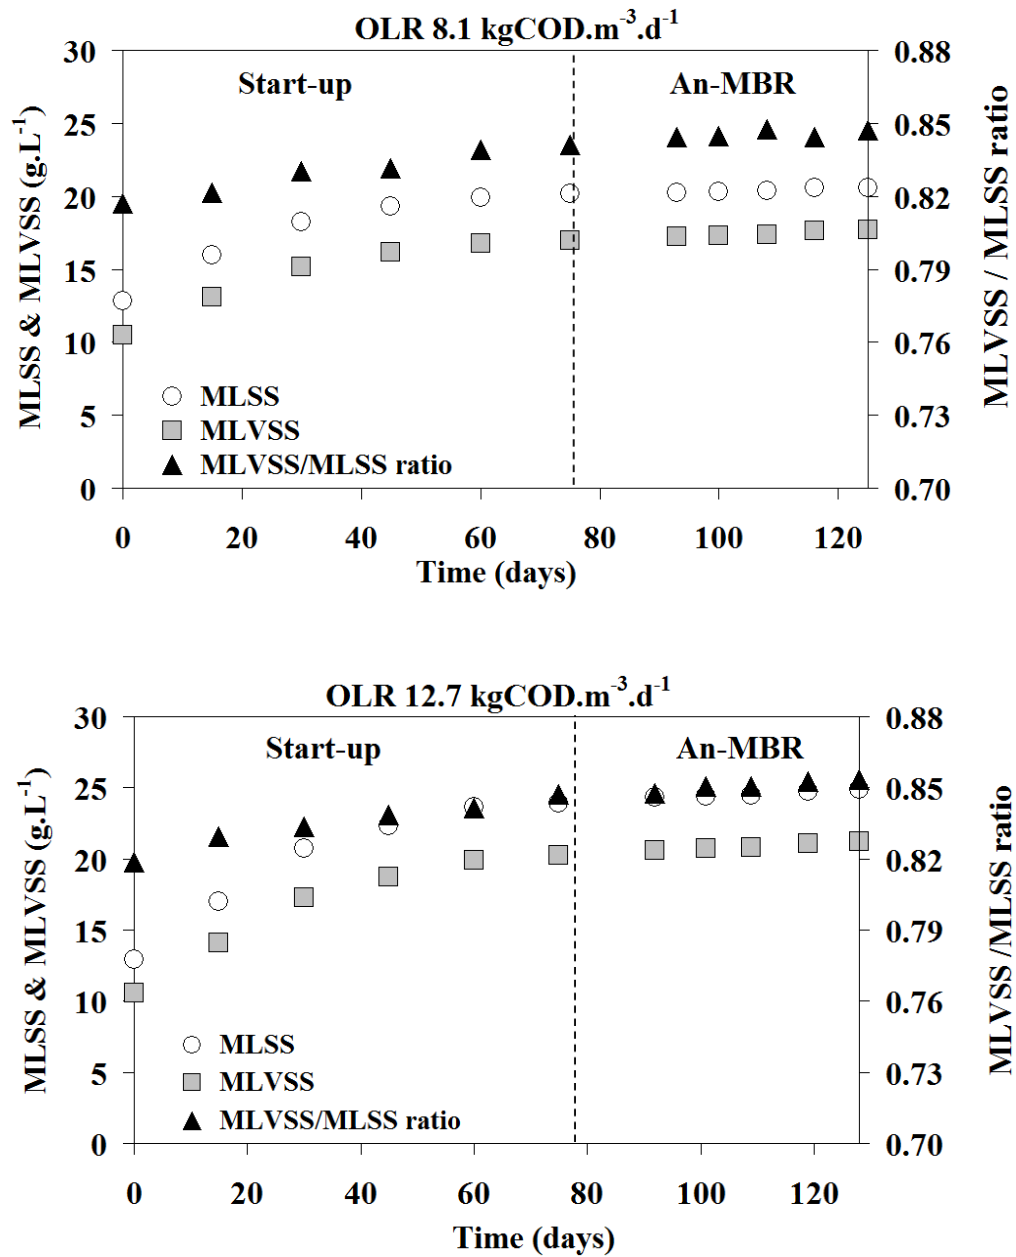 OLR 8.1 kgCOD.m⁻³.d⁻¹
30 0.88
Start-up An-MBR
25 0.85
20 0.82
15 0.79
10 0.76
5 0.73
0 0.70
MLSS & MLVSS (g.L⁻¹)
MLVSS / MLSS ratio
MLSS
MLVSS
MLVSS/MLSS ratio
0 20 40 60 80 100 120
Time (days)
OLR 12.7 kgCOD.m⁻³.d⁻¹
30 0.88
Start-up An-MBR
25 0.85
20 0.82
15 0.79
10 0.76
5 0.73
0 0.70
MLSS & MLVSS (g.L⁻¹)
MLVSS /MLSS ratio
MLSS
MLVSS
MLVSS/MLSS ratio
0 20 40 60 80 100 120
Time (days)